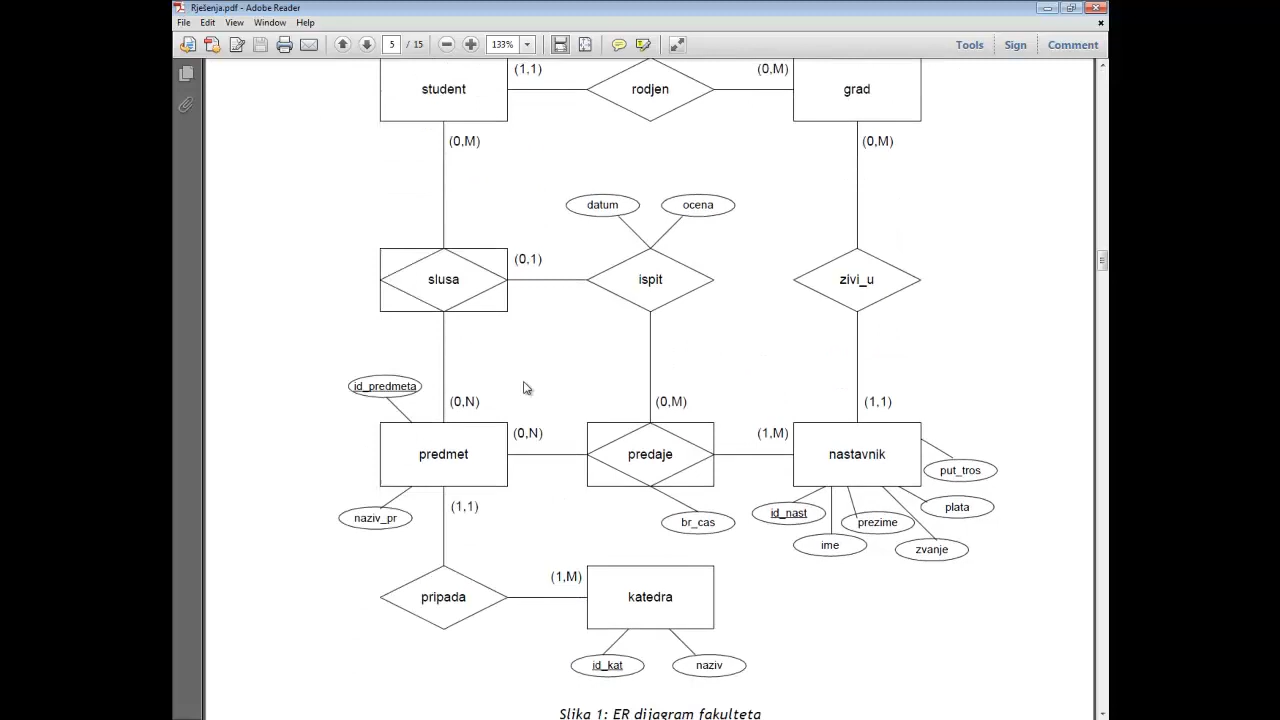 Rješenja.pdf - Adobe Reader
File Edit View Window Help
5 / 15 133% Tools Sign Comment
student (1,1) rodjen (0,M) grad
(0,M) (0,M)
datum ocena
slusa (0,1) ispit zivi_u
id_predmeta
(0,N) (0,M) (1,1)
predmet (0,N) predaje (1,M) nastavnik
put_tros
(1,1) id_nast plata
naziv_pr br_cas prezime
ime zvanje
pripada (1,M) katedra
id_kat naziv
Slika 1: ER dijagram fakulteta